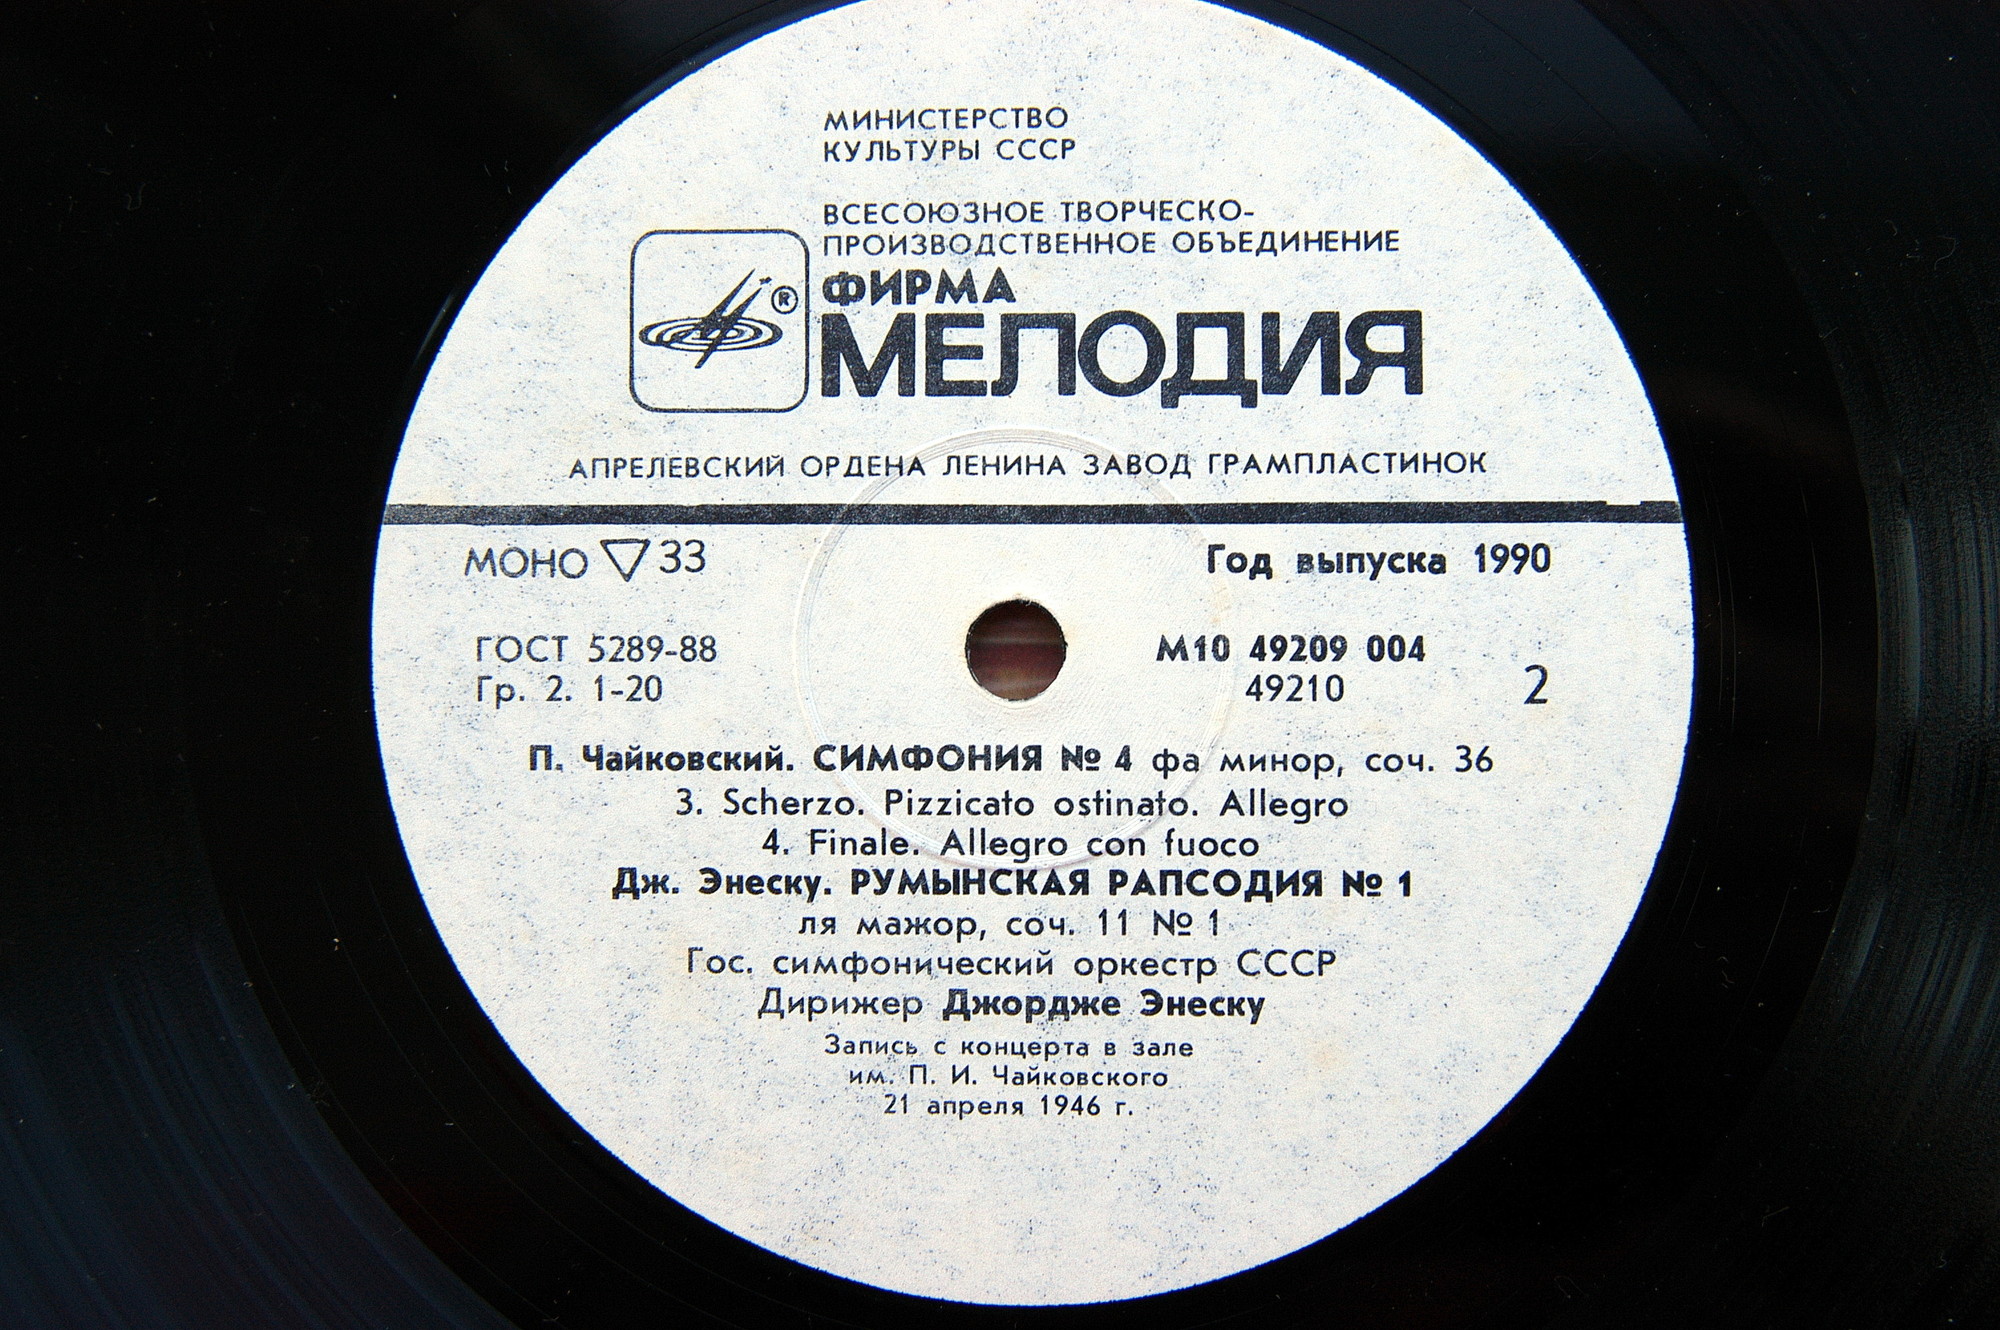 МИНИСТЕРСТВО
КУЛЬТУРЫ СССР
ВСЕСОЮЗНОЕ ТВОРЧЕСКО-
ПРОИЗВОДСТВЕННОЕ ОБЪЕДИНЕНИЕ
®
ФИРМА
МЕЛОДИЯ
АПРЕЛЕВСКИЙ ОРДЕНА ЛЕНИНА ЗАВОД ГРАМПЛАСТИНОК
МОНО ▽ 33
Год выпуска 1990
ГОСТ 5289-88
Гр. 2. 1-20
М10 49209 004
49210
2
П. Чайковский. СИМФОНИЯ № 4 фа минор, соч. 36
3. Scherzo. Pizzicato ostinato. Allegro
4. Finale. Allegro con fuoco
Дж. Энеску. РУМЫНСКАЯ РАПСОДИЯ № 1
ля мажор, соч. 11 № 1
Гос. симфонический оркестр СССР
Дирижер Джордже Энеску
Запись с концерта в зале
им. П. И. Чайковского
21 апреля 1946 г.